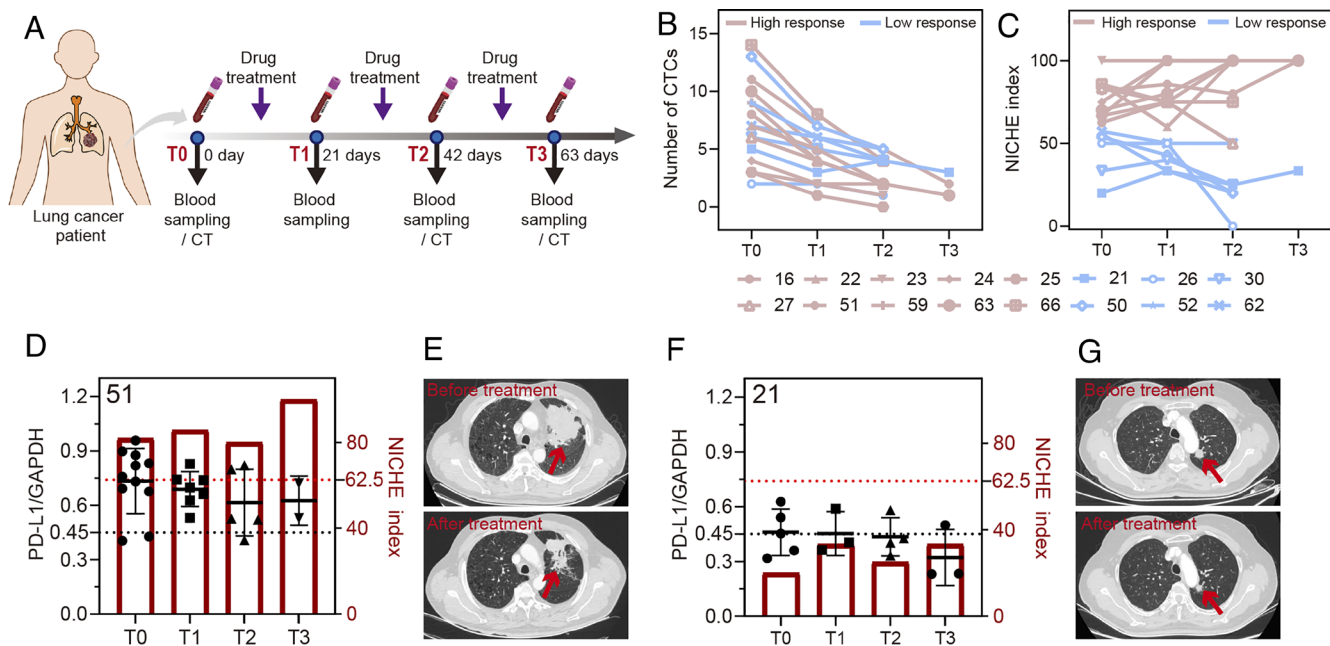 A
Drug
treatment
Drug
treatment
Drug
treatment
T0 0 day
T1 21 days
T2 42 days
T3 63 days
Lung cancer
patient
Blood
sampling
/ CT
Blood
sampling
Blood
sampling
/ CT
Blood
sampling
/ CT
B
High response Low response
Number of CTCs
15
10
5
0
T0 T1 T2 T3
C
High response Low response
NICHE index
100
50
0
T0 T1 T2 T3
16 22 23 24 25 21 26 30
27 51 59 63 66 50 52 62
D
51
PD-L1/GAPDH
1.2
0.9
0.6
0.45
0.3
0.0
T0 T1 T2 T3
80
62.5
40
0
NICHE index
E
Before treatment
After treatment
F
21
PD-L1/GAPDH
1.2
0.9
0.6
0.45
0.3
0.0
T0 T1 T2 T3
80
62.5
40
0
NICHE index
G
Before treatment
After treatment